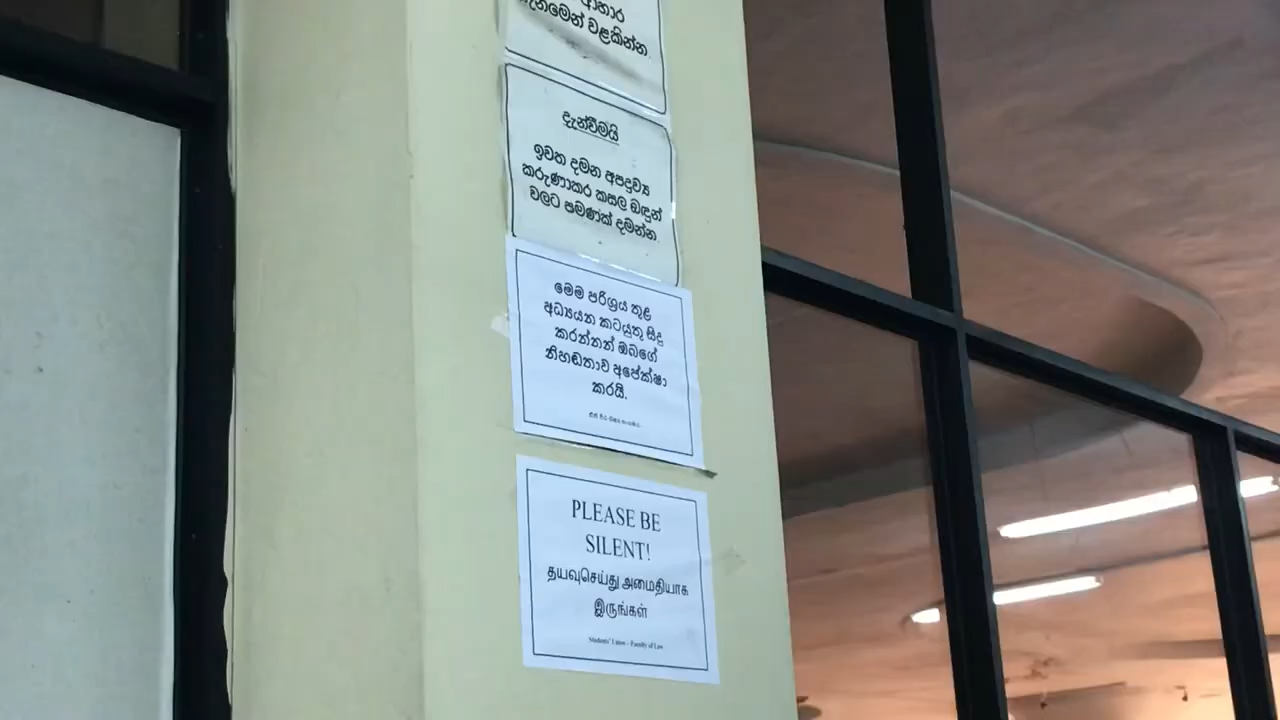 ආහාර
ගැනීමෙන් වළකින්න
දැන්වීමයි
ඉවත දමන අපද්‍රව්‍ය
කරුණාකර කසල බඳුන්
වලට පමණක් දමන්න
මෙම පරිශ්‍රය තුළ
අධ්‍යයන කටයුතු සිදු
කරන්නන් ඔබගේ
නිහඬතාව අපේක්ෂා
කරයි.
PLEASE BE
SILENT!
தயவுசெய்து அமைதியாக
இருங்கள்
Students' Union - Faculty of Law